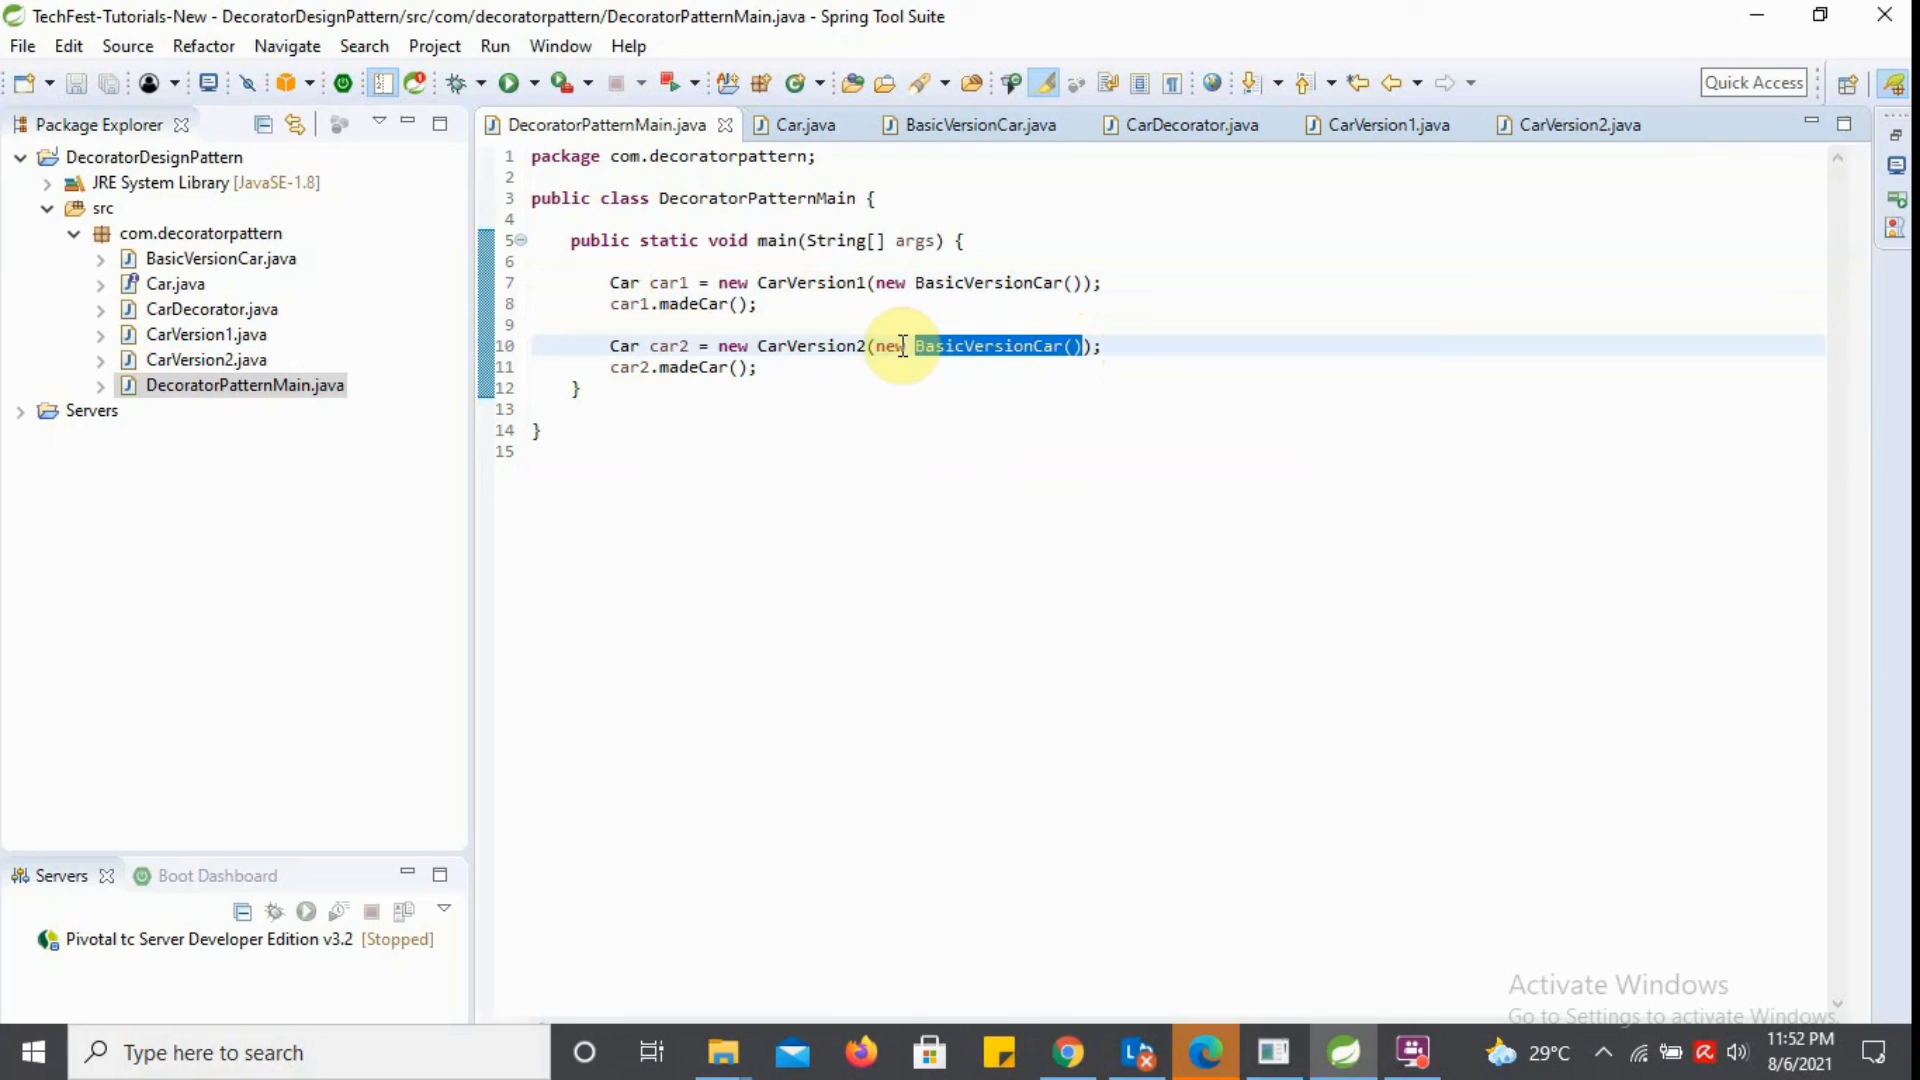 TechFest-Tutorials-New - DecoratorDesignPattern/src/com/decoratorpattern/DecoratorPatternMain.java - Spring Tool Suite
File Edit Source Refactor Navigate Search Project Run Window Help
Quick Access
Package Explorer
DecoratorDesignPattern
JRE System Library [JavaSE-1.8]
src
com.decoratorpattern
BasicVersionCar.java
Car.java
CarDecorator.java
CarVersion1.java
CarVersion2.java
DecoratorPatternMain.java
Servers
DecoratorPatternMain.java Car.java BasicVersionCar.java CarDecorator.java CarVersion1.java CarVersion2.java
1 package com.decoratorpattern;
2
3 public class DecoratorPatternMain {
4
5 public static void main(String[] args) {
6
7 Car car1 = new CarVersion1(new BasicVersionCar());
8 car1.madeCar();
9
10 Car car2 = new CarVersion2(new BasicVersionCar());
11 car2.madeCar();
12 }
13
14 }
15
Servers Boot Dashboard
Pivotal tc Server Developer Edition v3.2 [Stopped]
Activate Windows
Go to Settings to activate Windows.
Type here to search
29°C
11:52 PM
8/6/2021